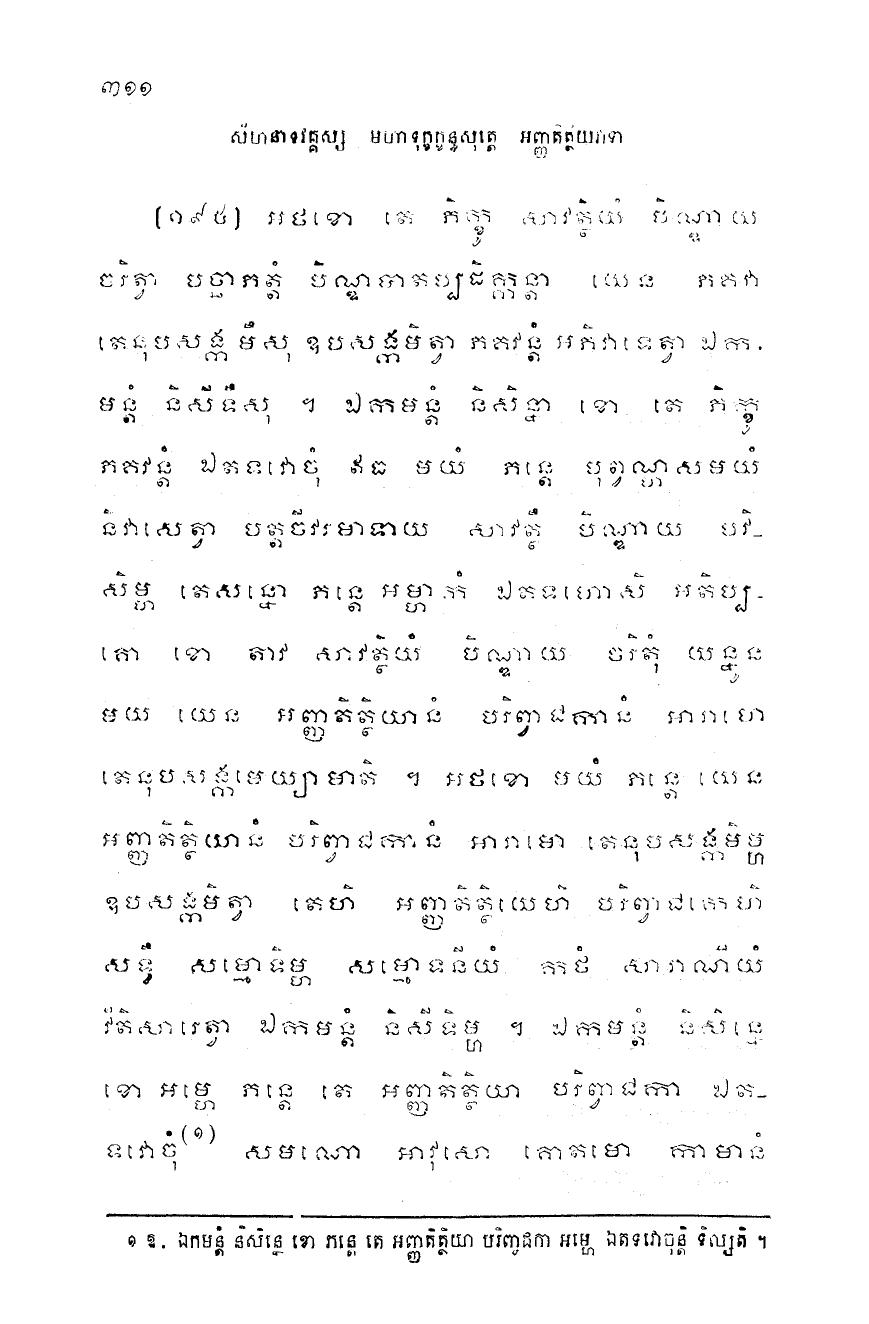 ៣១១
សីហនាទវគ្គស្ស មហាទុក្ខក្ខន្ធសុត្តេ អញ្ញតិត្ថិយវាទា
[១៩៥] អថខោ តេ ភិក្ខូ សាវត្ថិយំ បិណ្ឌាយ
ចរិត្វា បច្ឆាភត្តំ បិណ្ឌបាតប្បដិក្កន្តា យេន ភគវា
តេនុបសង្កមឹសុ ឧបសង្កមិត្វា ភគវន្តំ អភិវាទេត្វា ឯក-
មន្តំ និសីទឹសុ ។ ឯកមន្តំ និសិន្នា ខោ តេ ភិក្ខូ
ភគវន្តំ ឯតទវោចុំ ឥធ មយំ ភន្តេ បុព្វណ្ហសមយំ
និវាសេត្វា បត្តចីវរមាទាយ សាវត្ថឹ បិណ្ឌាយ បវិ-
សិម្ហ តេសន្នោ ភន្តេ អម្ហាកំ ឯតទហោសិ អតិប្ប-
គោ ខោ តាវ សាវត្ថិយំ បិណ្ឌាយ ចរិតុំ យន្នូន
មយ យេន អញ្ញតិត្ថិយានំ បរិព្វាជកានំ អារាមោ
តេនុបសង្កមេយ្យាមាតិ ។ អថខោ មយំ ភន្តេ យេន
អញ្ញតិត្ថិយានំ បរិព្វាជកានំ អារាមោ តេនុបសង្កមិម្ហ
ឧបសង្កមិត្វា តេហិ អញ្ញតិត្ថិយេហិ បរិព្វាជកេហិ
សទ្ធឹ សម្មោទិម្ហ សម្មោទនីយំ កថំ សារាណីយំ
វីតិសារេត្វា ឯកមន្តំ និសីទិម្ហ ។ ឯកមន្តំ និសិន្នេ
ខោ អម្ហេ ភន្តេ តេ អញ្ញតិត្ថិយា បរិព្វាជកា ឯត-
ទវោចុំ(១) សមណោ អាវុសោ គោតមោ កាមានំ
១ ឱ. ឯកមន្តំ និសិន្នេ ខោ ភន្តេ តេ អញ្ញតិត្ថិយា បរិញ្វជកា អម្ហេ ឯតទវោចុន្តិ ទិស្សតិ ។